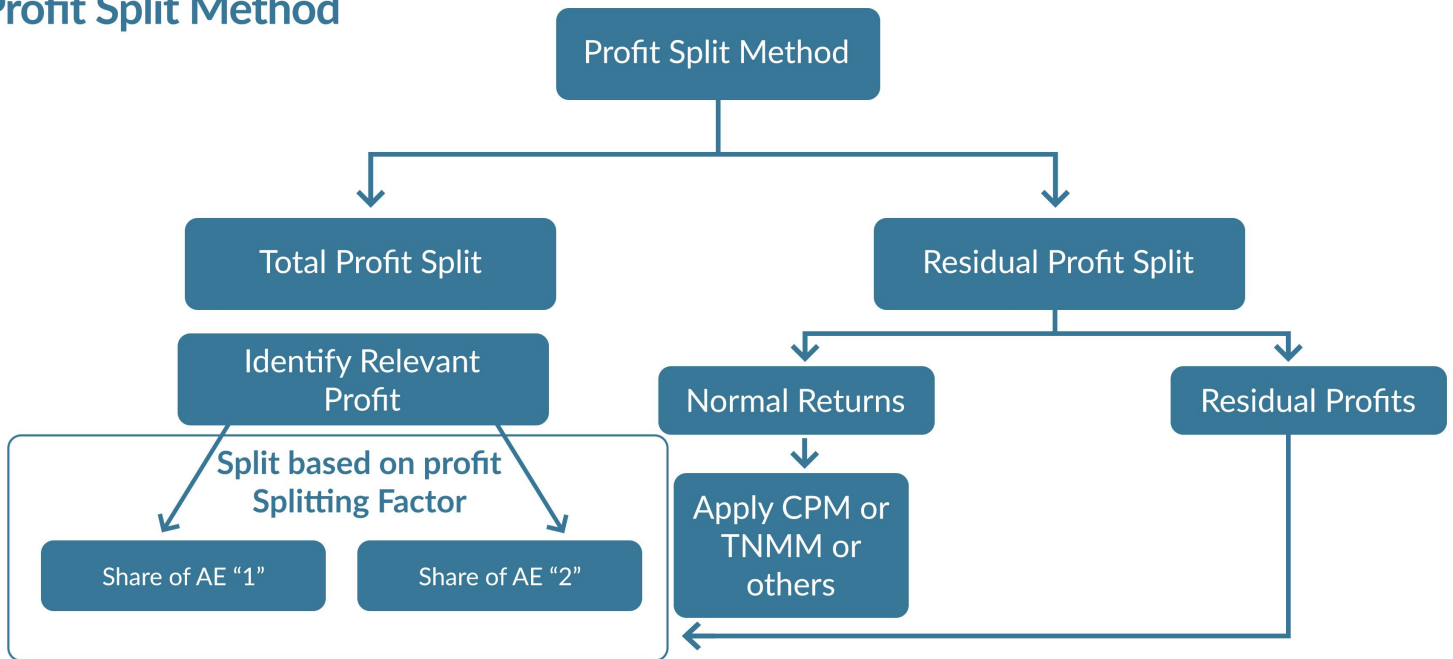 Profit Split Method
Profit Split Method
Total Profit Split
Residual Profit Split
Identify Relevant
Profit
Normal Returns
Residual Profits
Split based on profit
Splitting Factor
Apply CPM or
TNMM or
others
Share of AE “1”
Share of AE “2”